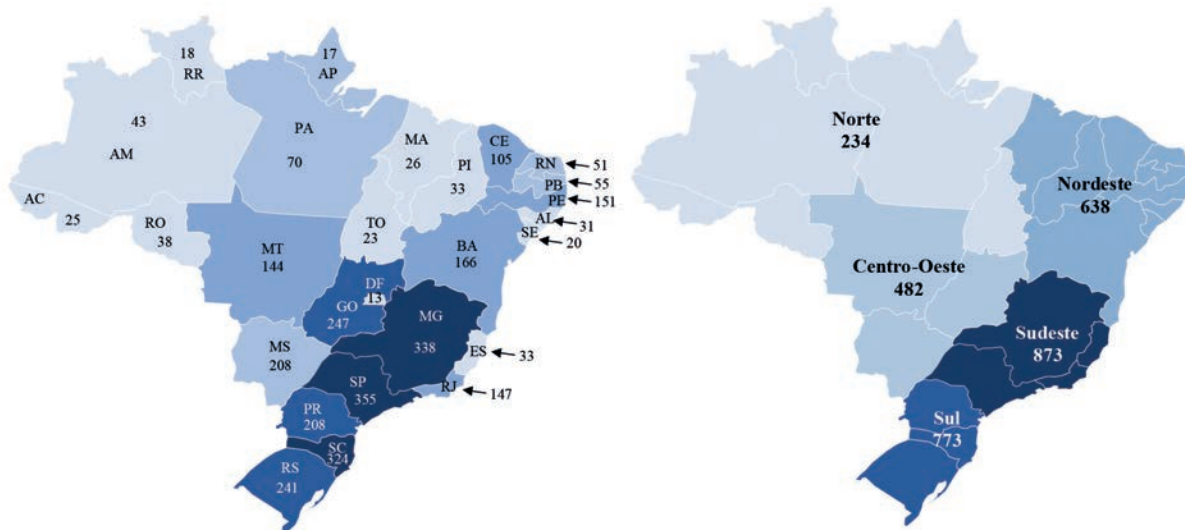 18
RR
17
AP
43
AM
PA
70
MA
26
PI
33
CE
105
RN
51
PB
55
PE
151
AL
31
SE
20
AC
25
RO
38
TO
23
MT
144
BA
166
DF
13
GO
247
MG
338
ES
33
MS
208
SP
355
RJ
147
PR
208
SC
324
RS
241
Norte
234
Nordeste
638
Centro-Oeste
482
Sudeste
873
Sul
773